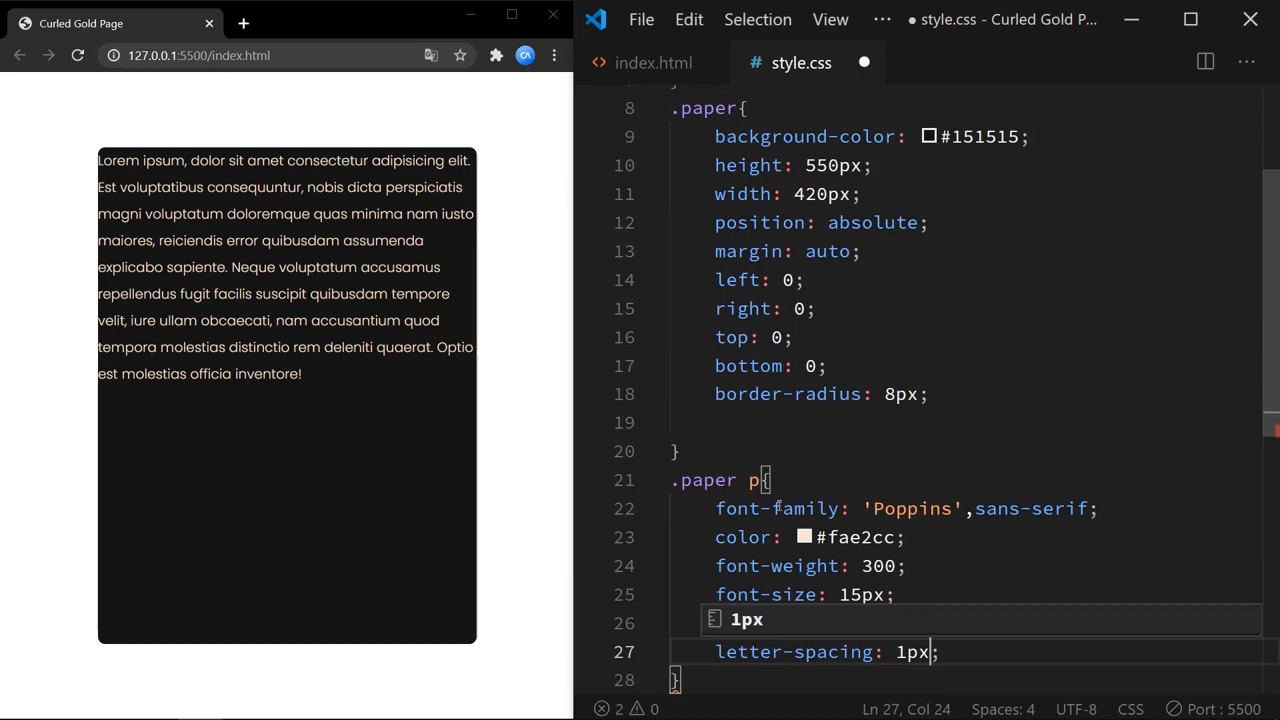 Curled Gold Page
127.0.0.1:5500/index.html
Lorem ipsum, dolor sit amet consectetur adipisicing elit.
Est voluptatibus consequuntur, nobis dicta perspiciatis
magni voluptatum doloremque quas minima nam iusto
maiores, reiciendis error quibusdam assumenda
explicabo sapiente. Neque voluptatum accusamus
repellendus fugit facilis suscipit quibusdam tempore
velit, iure ullam obcaecati, nam accusantium quod
tempora molestias distinctio rem deleniti quaerat. Optio
est molestias officia inventore!
File Edit Selection View ··· ● style.css - Curled Gold P...
index.html # style.css
8 .paper{
9 background-color: #151515;
10 height: 550px;
11 width: 420px;
12 position: absolute;
13 margin: auto;
14 left: 0;
15 right: 0;
16 top: 0;
17 bottom: 0;
18 border-radius: 8px;
19
20 }
21 .paper p{
22 font-family: 'Poppins',sans-serif;
23 color: #fae2cc;
24 font-weight: 300;
25 font-size: 15px;
26 1px
27 letter-spacing: 1px;
28 }
2 0 Ln 27, Col 24 Spaces: 4 UTF-8 CSS Port : 5500